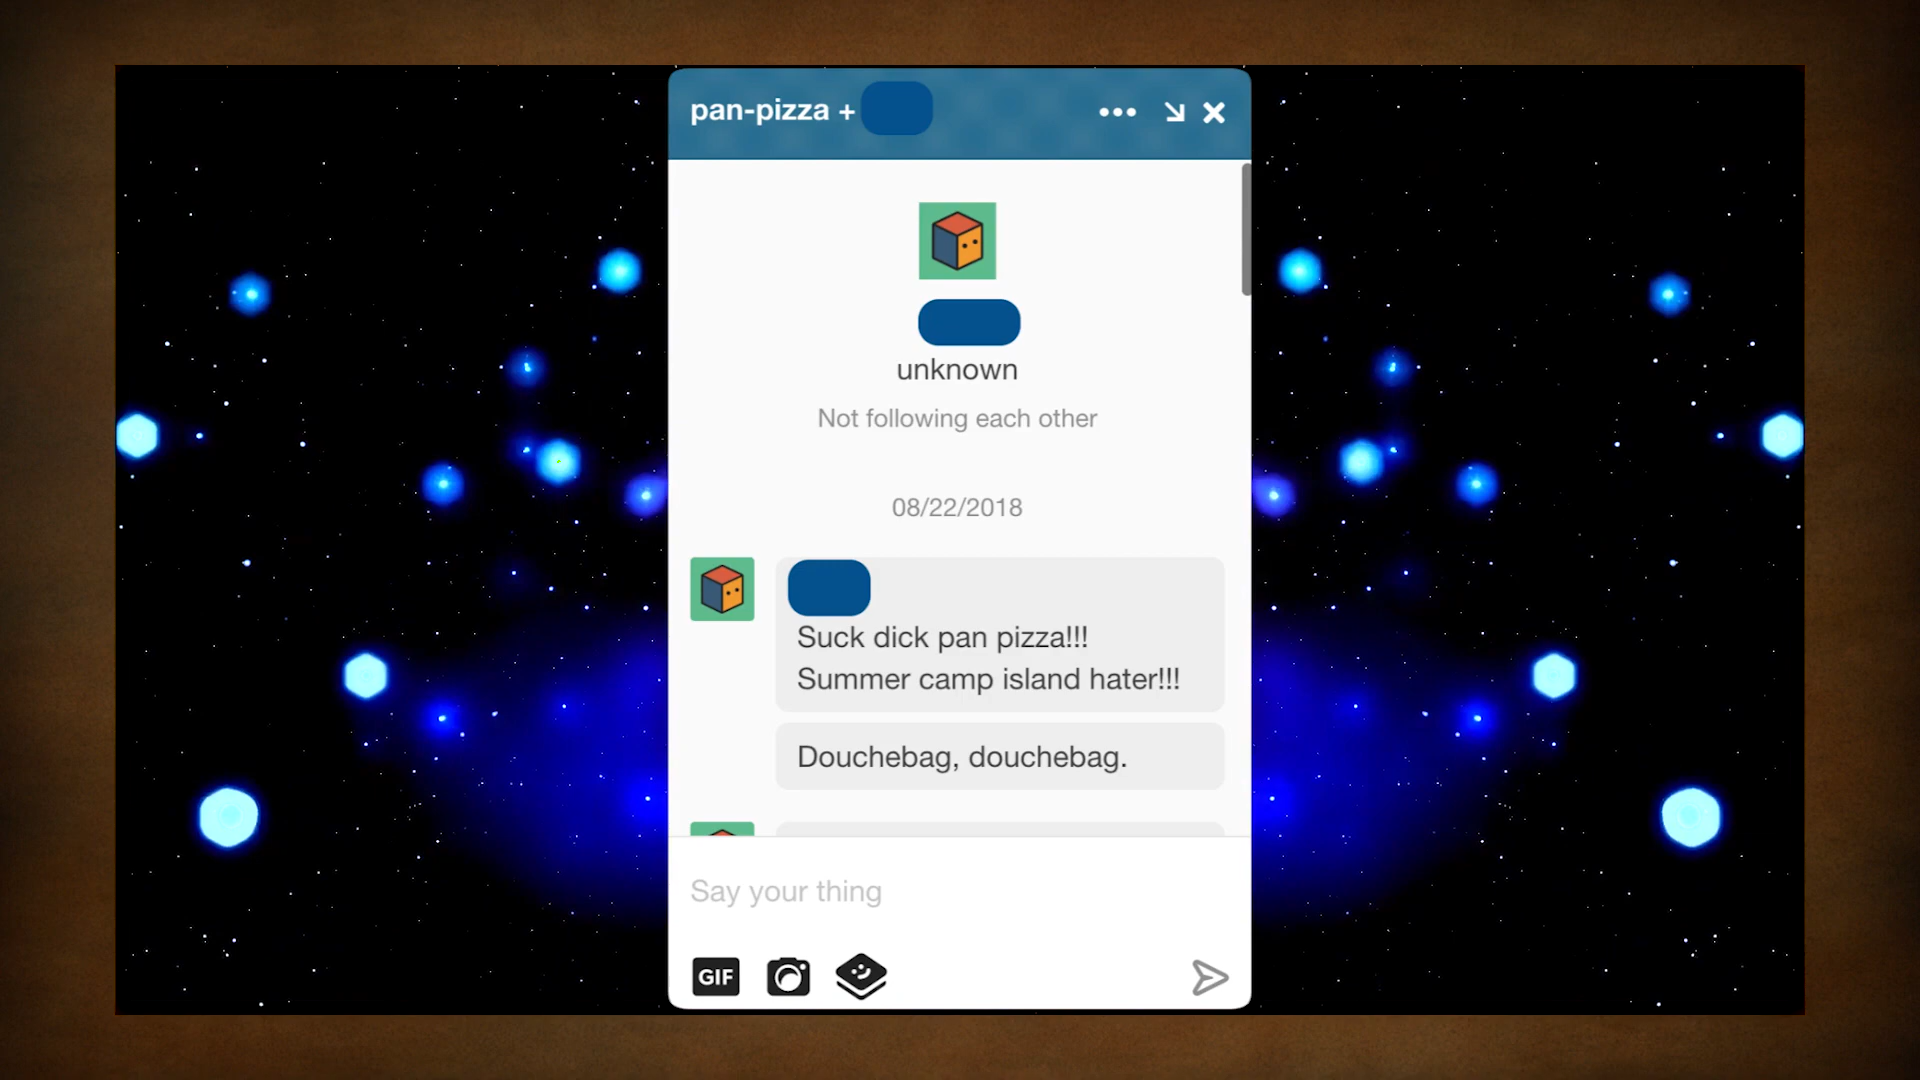 pan-pizza +
unknown
Not following each other
08/22/2018
Suck dick pan pizza!!!
Summer camp island hater!!!
Douchebag, douchebag.
Say your thing
GIF